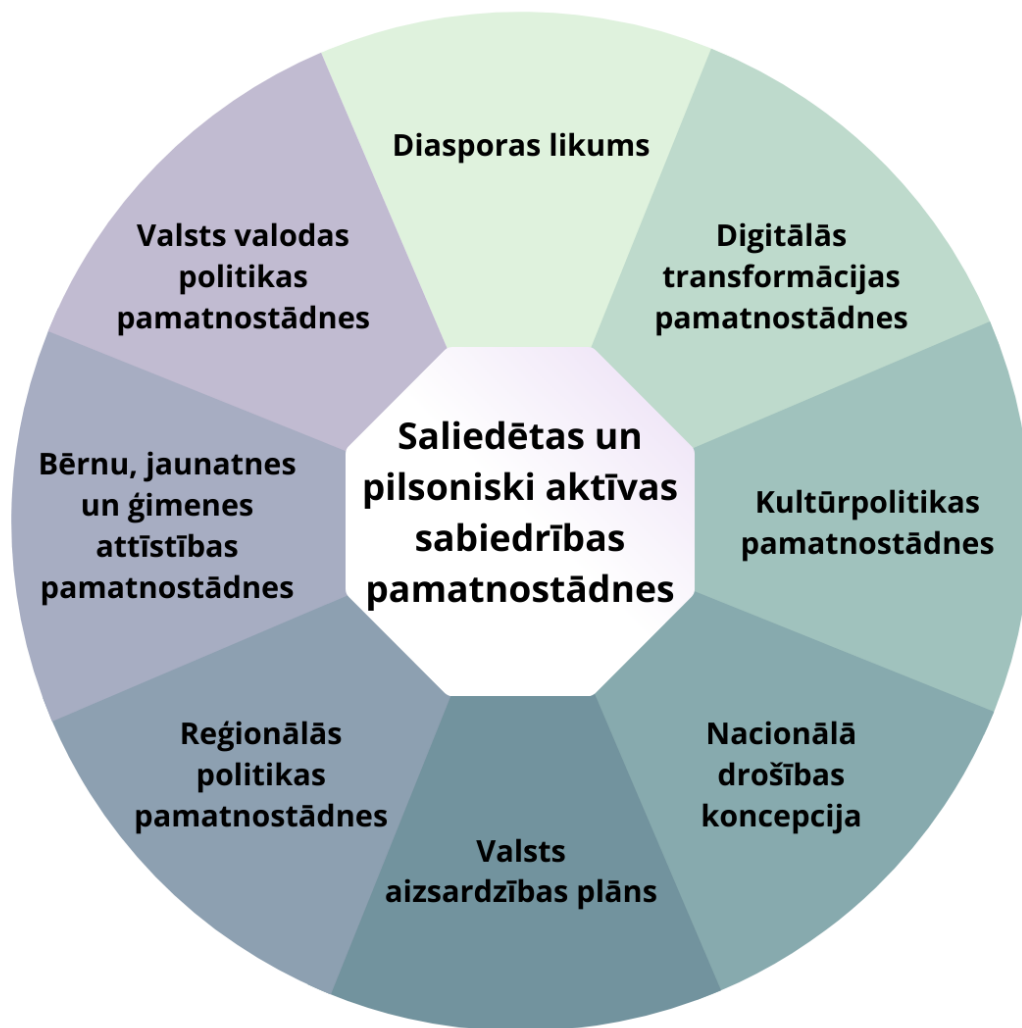 Diasporas likums
Digitālās
transformācijas
pamatnostādnes
Kultūrpolitikas
pamatnostādnes
Nacionālā
drošības
koncepcija
Valsts
aizsardzības plāns
Reģionālās
politikas
pamatnostādnes
Bērnu, jaunatnes
un ģimenes
attīstības
pamatnostādnes
Valsts valodas
politikas
pamatnostādnes
Saliedētas un
pilsoniski aktīvas
sabiedrības
pamatnostādnes